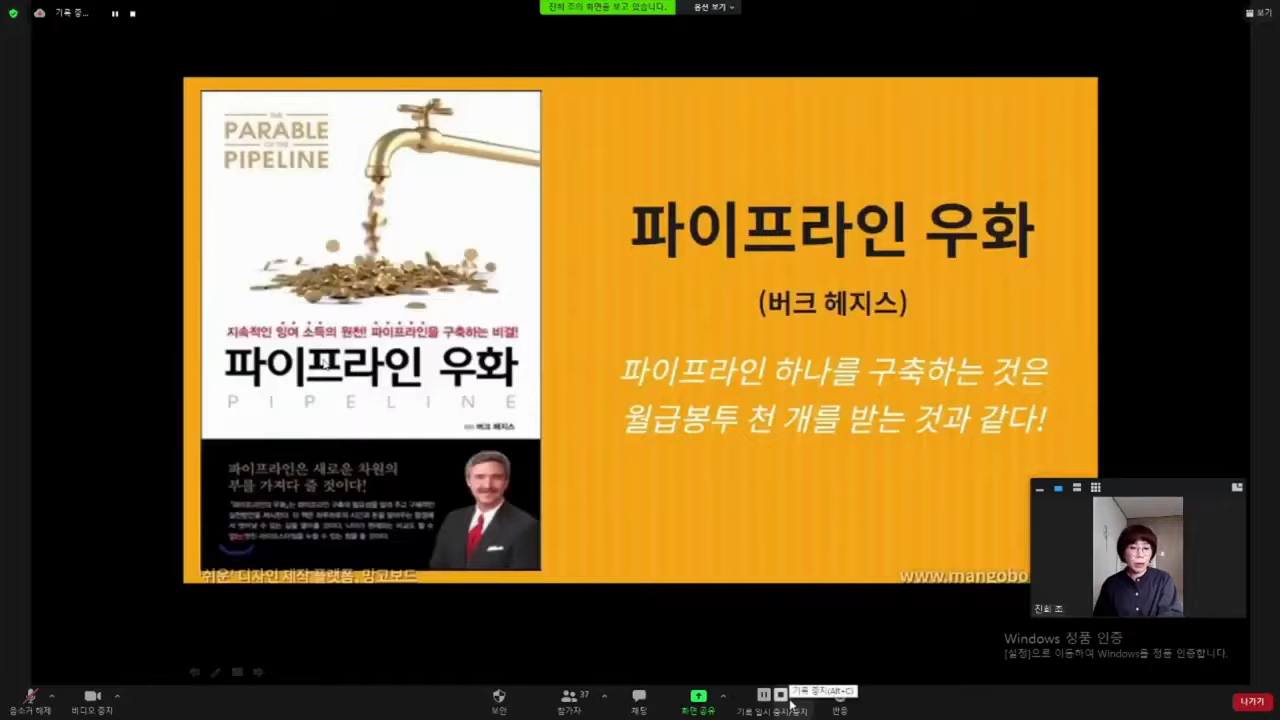 기록 중...
진희 조의 화면을 보고 있습니다.
옵션 보기
보기
THE
PARABLE
OF THE
PIPELINE
지속적인 잉여 소득의 원천! 파이프라인을 구축하는 비결!
파이프라인 우화
PIPELINE
버크 헤지스
파이프라인은 새로운 차원의
부를 가져다 줄 것이다!
파이프라인 우화
(버크 헤지스)
파이프라인 하나를 구축하는 것은
월급봉투 천 개를 받는 것과 같다!
쉬운' 디자인 제작 플랫폼, 망고보드
www.mangobo
진희 조
Windows 정품 인증
[설정]으로 이동하여 Windows를 정품 인증합니다.
기록 중지(Alt+C)
음소거 해제
비디오 중지
보안
37
참가자
채팅
화면 공유
기록 일시 중지/중지
반응
나가기